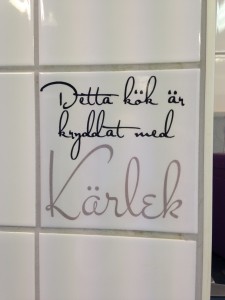 Detta kök är
kryddat med
Kärlek